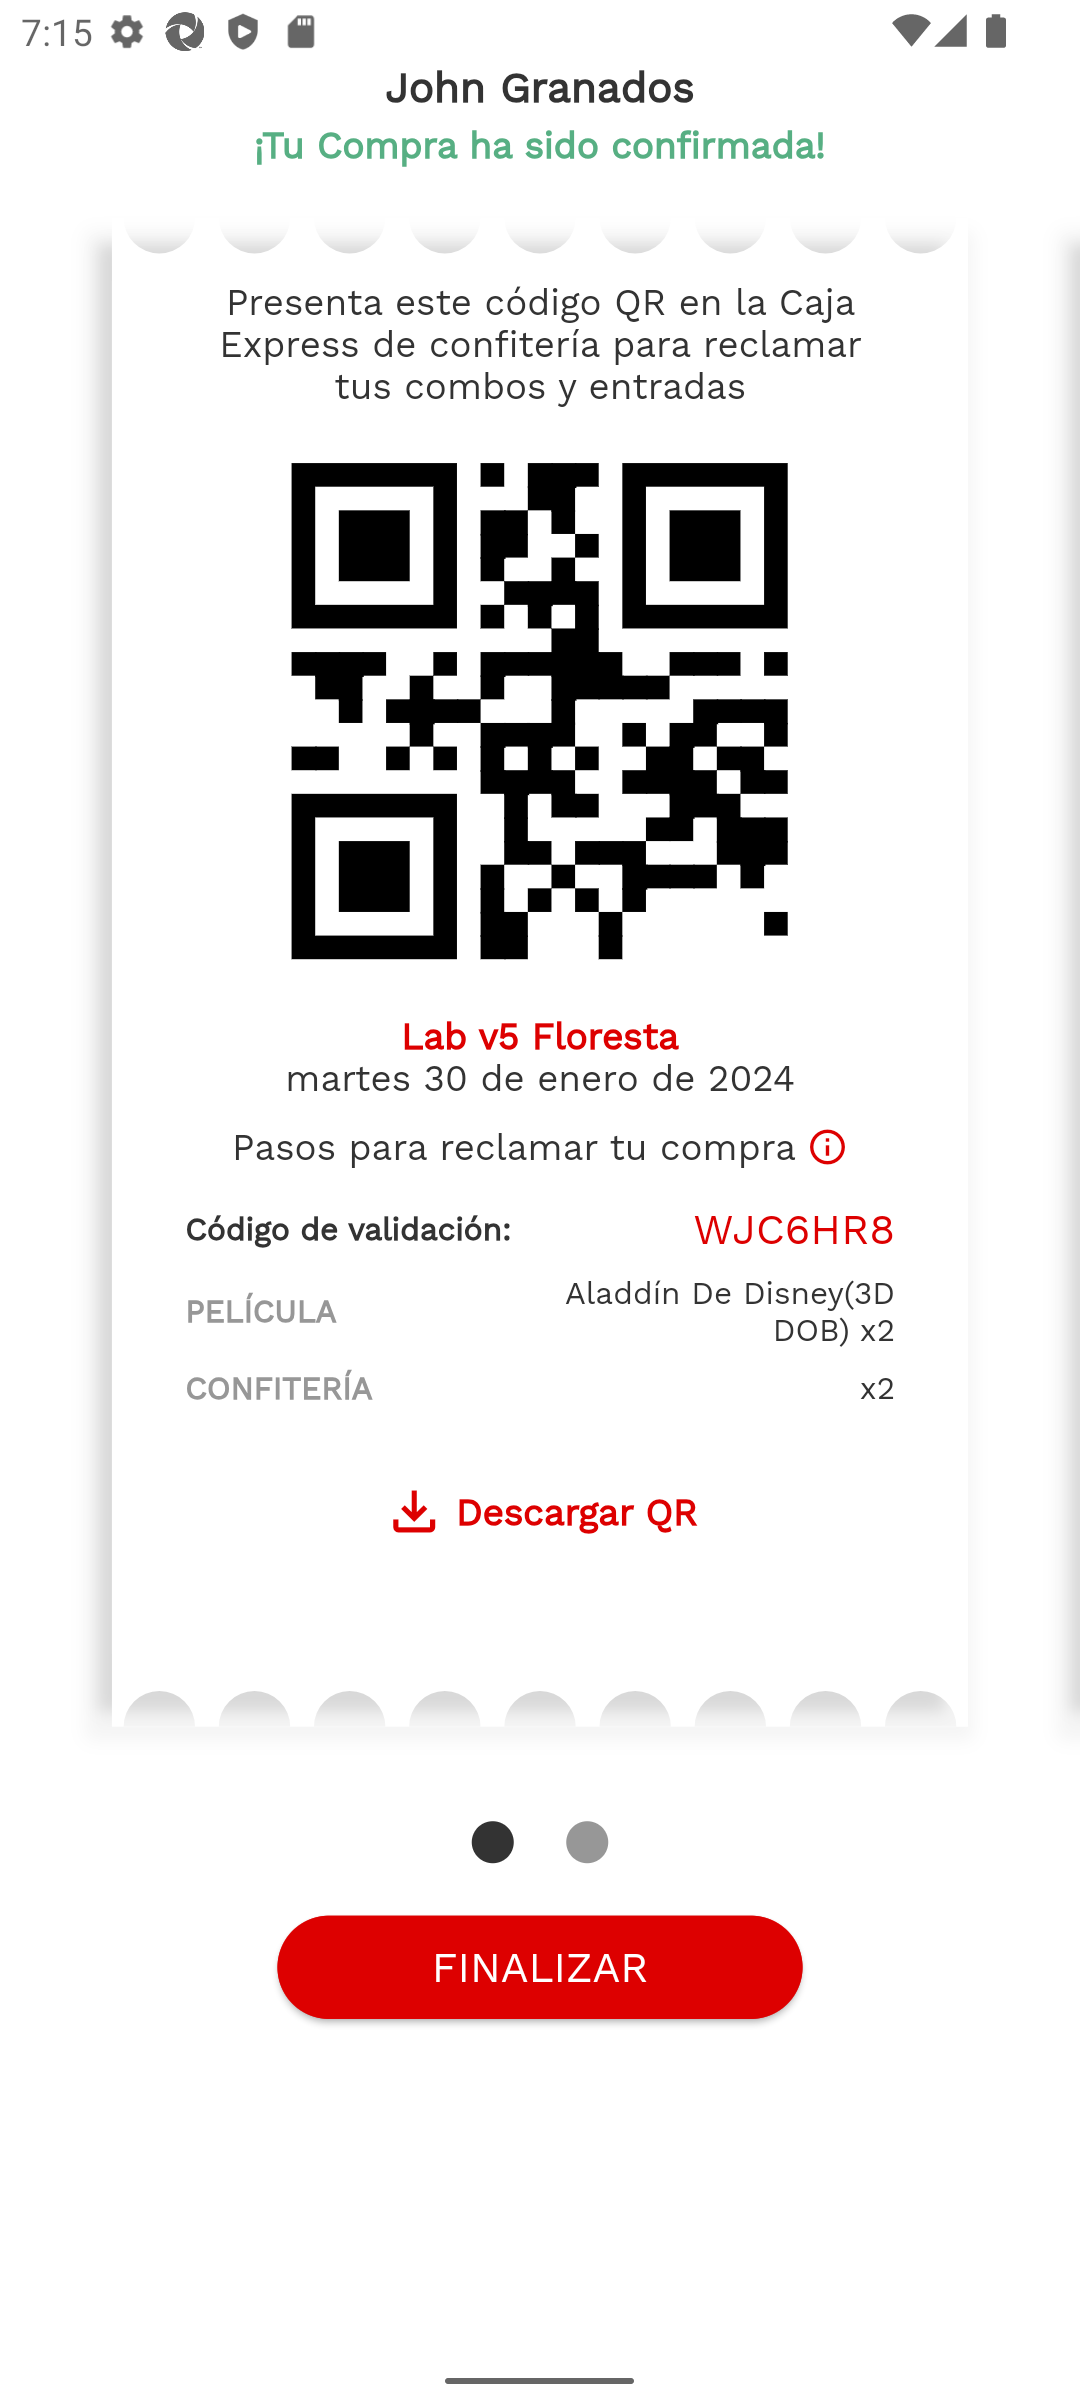 7:15
John Granados
¡Tu Compra ha sido confirmada!
Presenta este código QR en la Caja
Express de confitería para reclamar
tus combos y entradas
Lab v5 Floresta
martes 30 de enero de 2024
Pasos para reclamar tu compra
Código de validación: WJC6HR8
PELÍCULA Aladdín De Disney(3D
DOB) x2
CONFITERÍA x2
Descargar QR
FINALIZAR